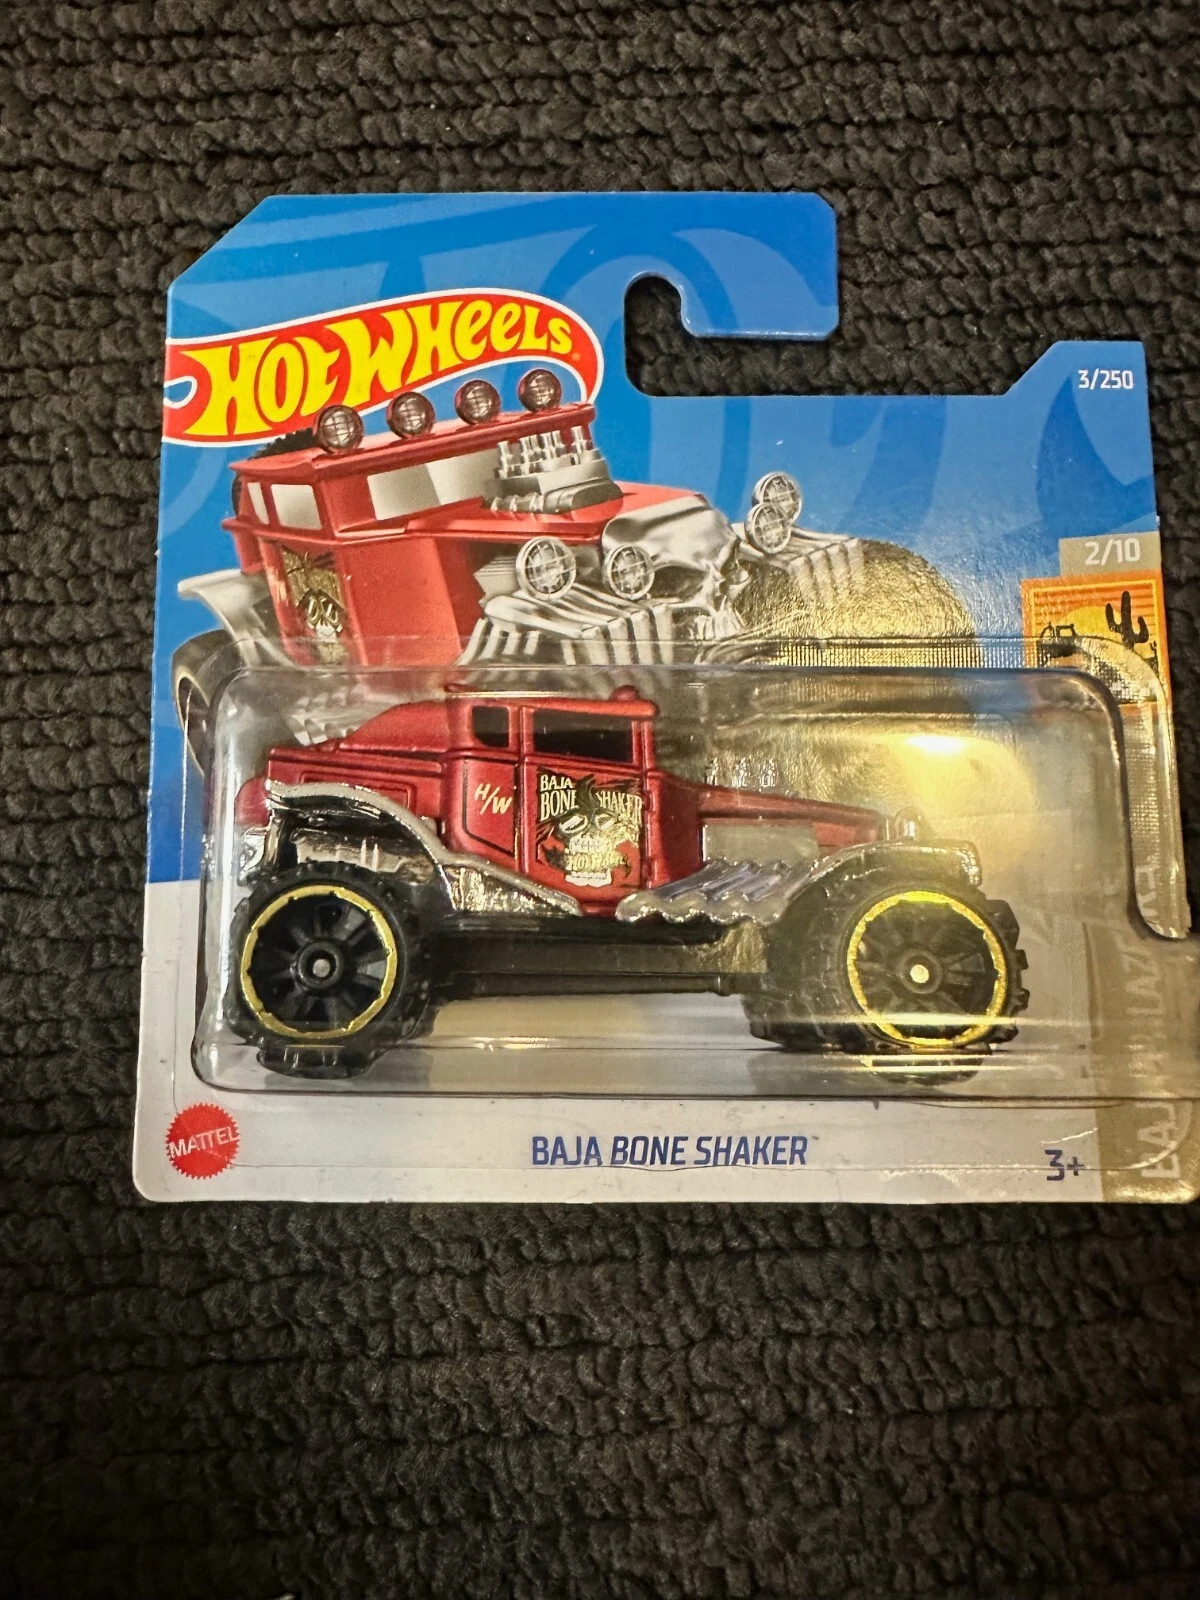 HOT WHEELS
3/250
2/10
H/W
BAJA
BONE SHAKER
MATTEL
BAJA BONE SHAKER
3+